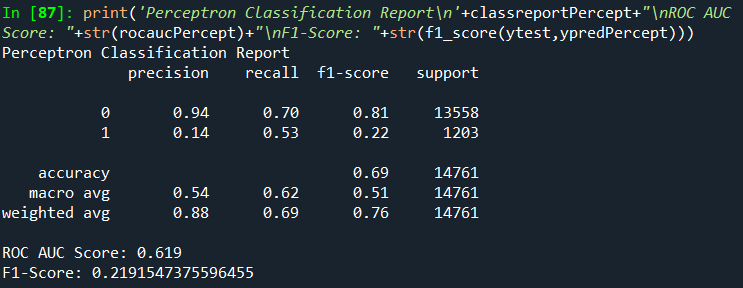 In [87]: print('Perceptron Classification Report\n'+classreportPercept+"\nROC AUC
Score: "+str(rocaucPercept)+"\nF1-Score: "+str(f1_score(ytest,ypredPercept)))
Perceptron Classification Report
precision recall f1-score support
0 0.94 0.70 0.81 13558
1 0.14 0.53 0.22 1203
accuracy 0.69 14761
macro avg 0.54 0.62 0.51 14761
weighted avg 0.88 0.69 0.76 14761
ROC AUC Score: 0.619
F1-Score: 0.2191547375596455